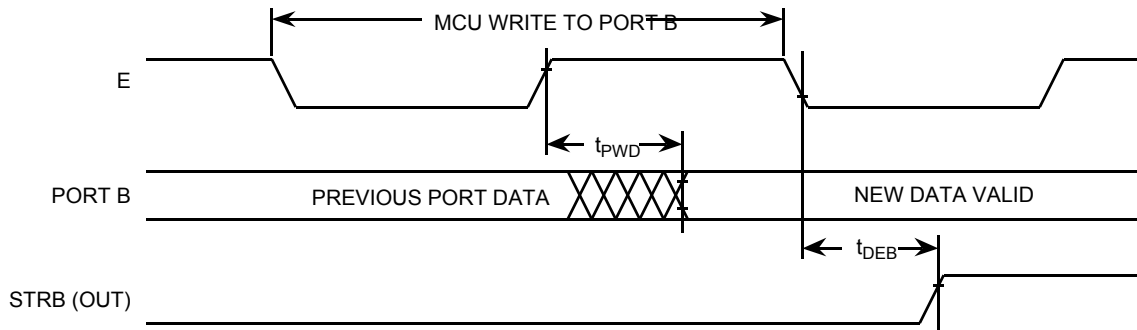 MCU WRITE TO PORT B
E
tPWD
PORT B
PREVIOUS PORT DATA
NEW DATA VALID
tDEB
STRB (OUT)